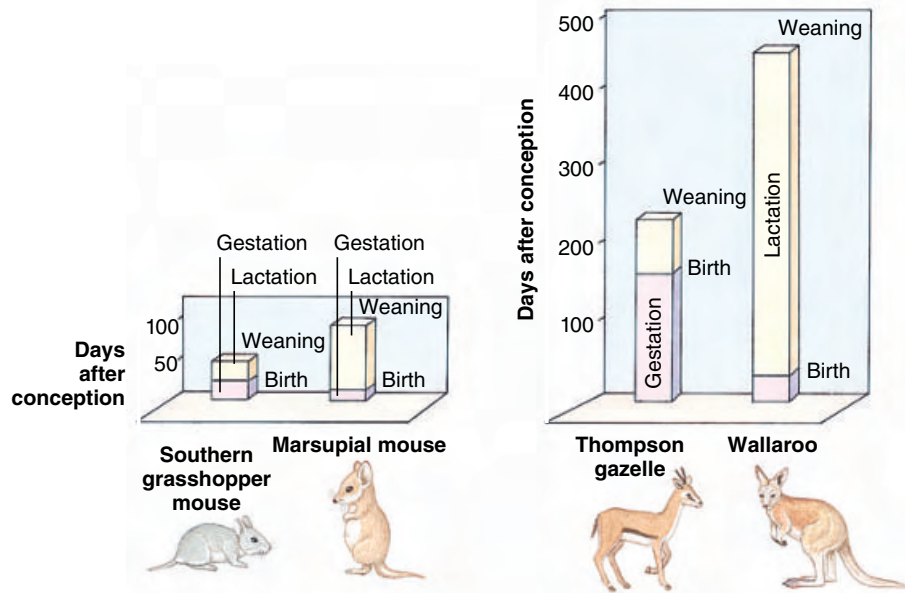 Gestation
Lactation
Weaning
Birth
Gestation
Lactation
Weaning
Birth
100
50
Days
after
conception
Southern
grasshopper
mouse
Marsupial mouse
500
400
300
200
100
Days after conception
Weaning
Birth
Gestation
Weaning
Lactation
Birth
Thompson
gazelle
Wallaroo